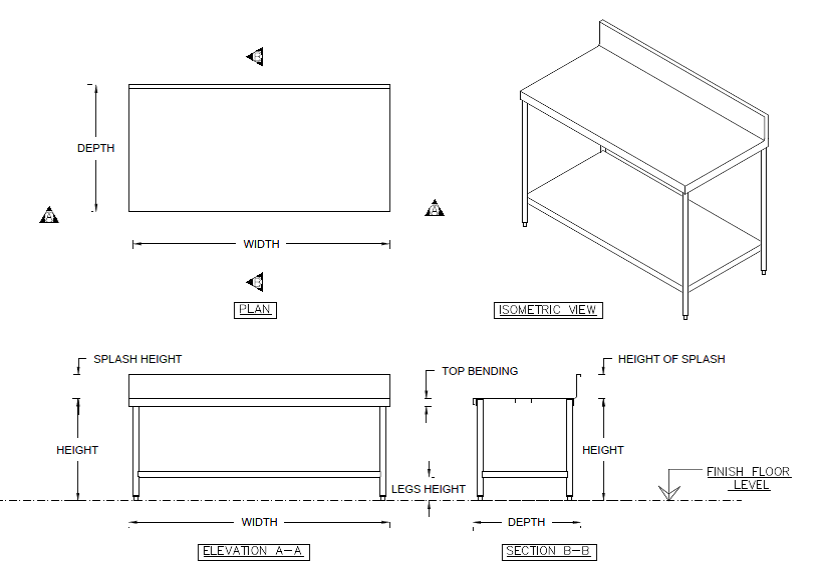 B
DEPTH
A
A
WIDTH
B
PLAN
ISOMETRIC VIEW
SPLASH HEIGHT
TOP BENDING
HEIGHT OF SPLASH
HEIGHT
HEIGHT
LEGS HEIGHT
FINISH FLOOR
LEVEL
WIDTH
DEPTH
ELEVATION A-A
SECTION B-B